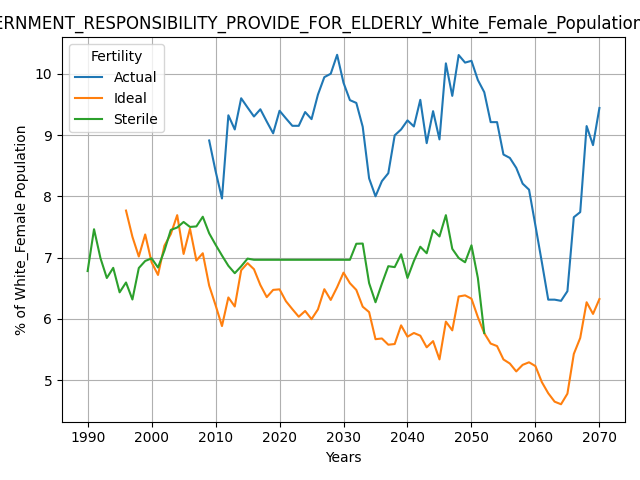 ERNMENT_RESPONSIBILITY_PROVIDE_FOR_ELDERLY_White_Female_Population
Fertility
Actual
Ideal
Sterile
% of White_Female Population
10
9
8
7
6
5
1990 2000 2010 2020 2030 2040 2050 2060 2070
Years